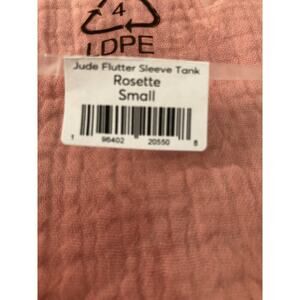 4
LDPE
Jude Flutter Sleeve Tank
Rosette
Small
1 96402 20550 8